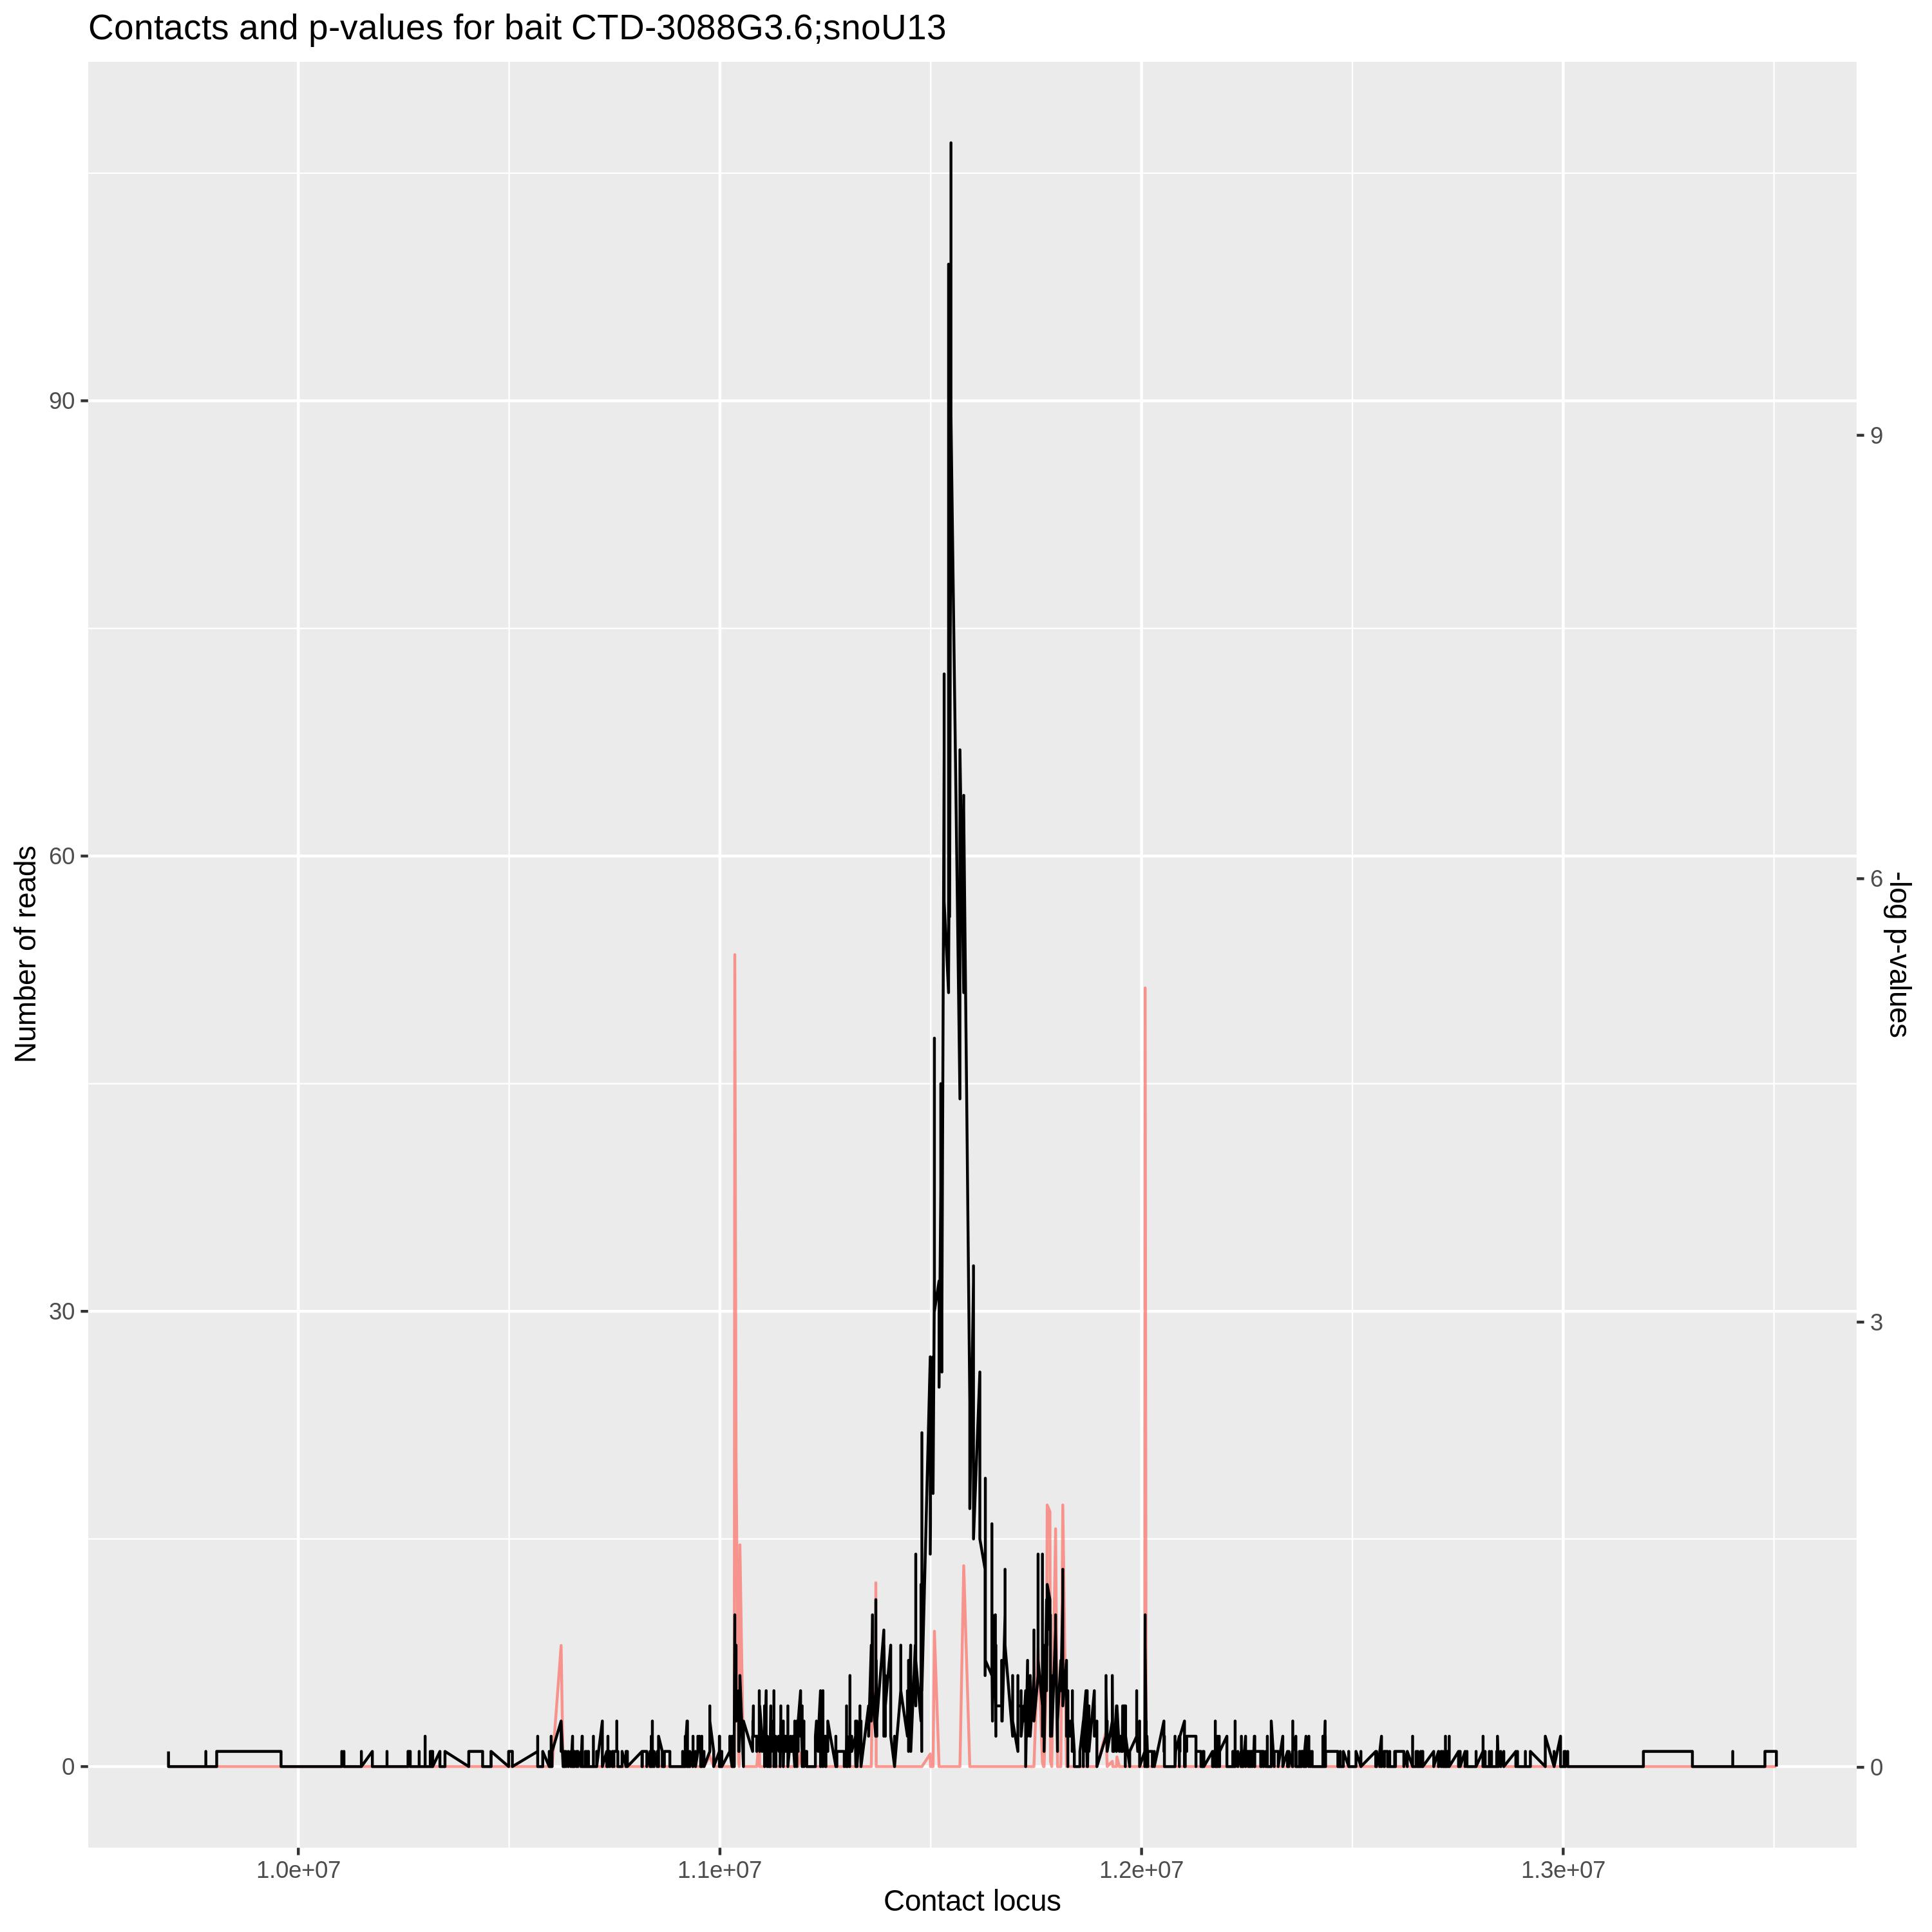 Contacts and p-values for bait CTD-3088G3.6;snoU13
90
60
30
0
Number of reads
9
6
3
0
-log p-values
1.0e+07 1.1e+07 1.2e+07 1.3e+07
Contact locus